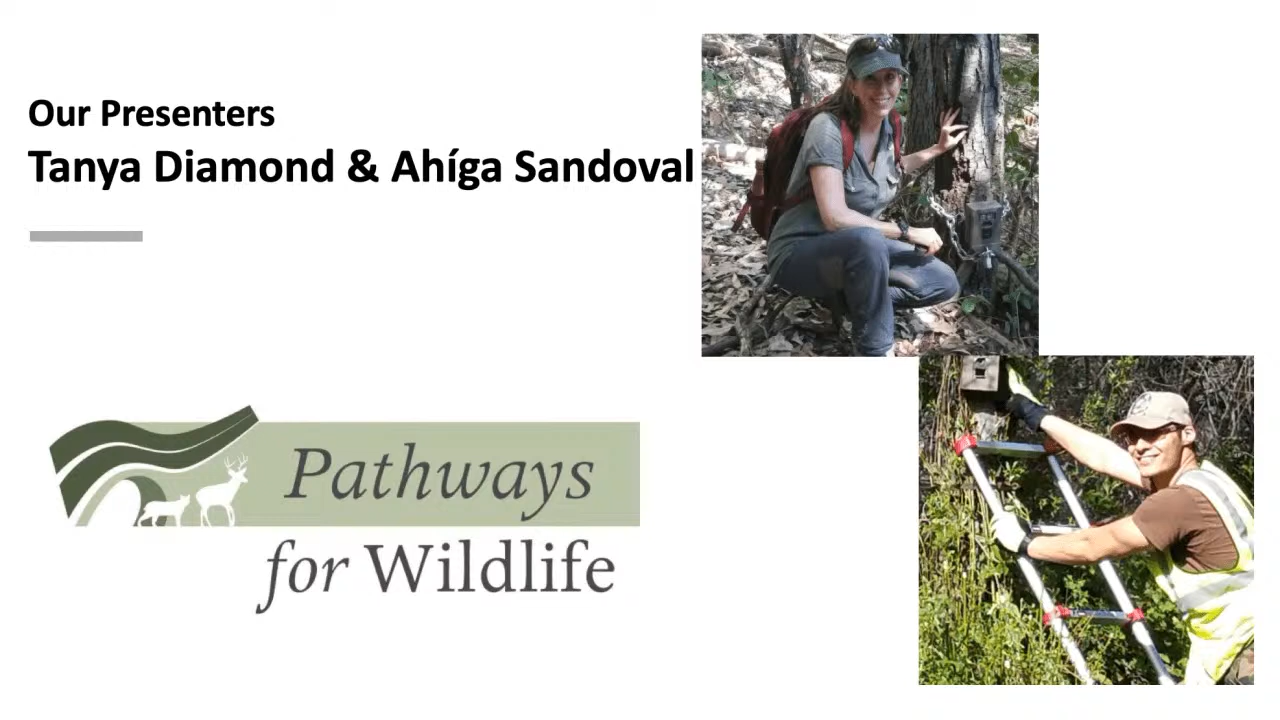 Our Presenters
Tanya Diamond & Ahíga Sandoval
Pathways
for Wildlife